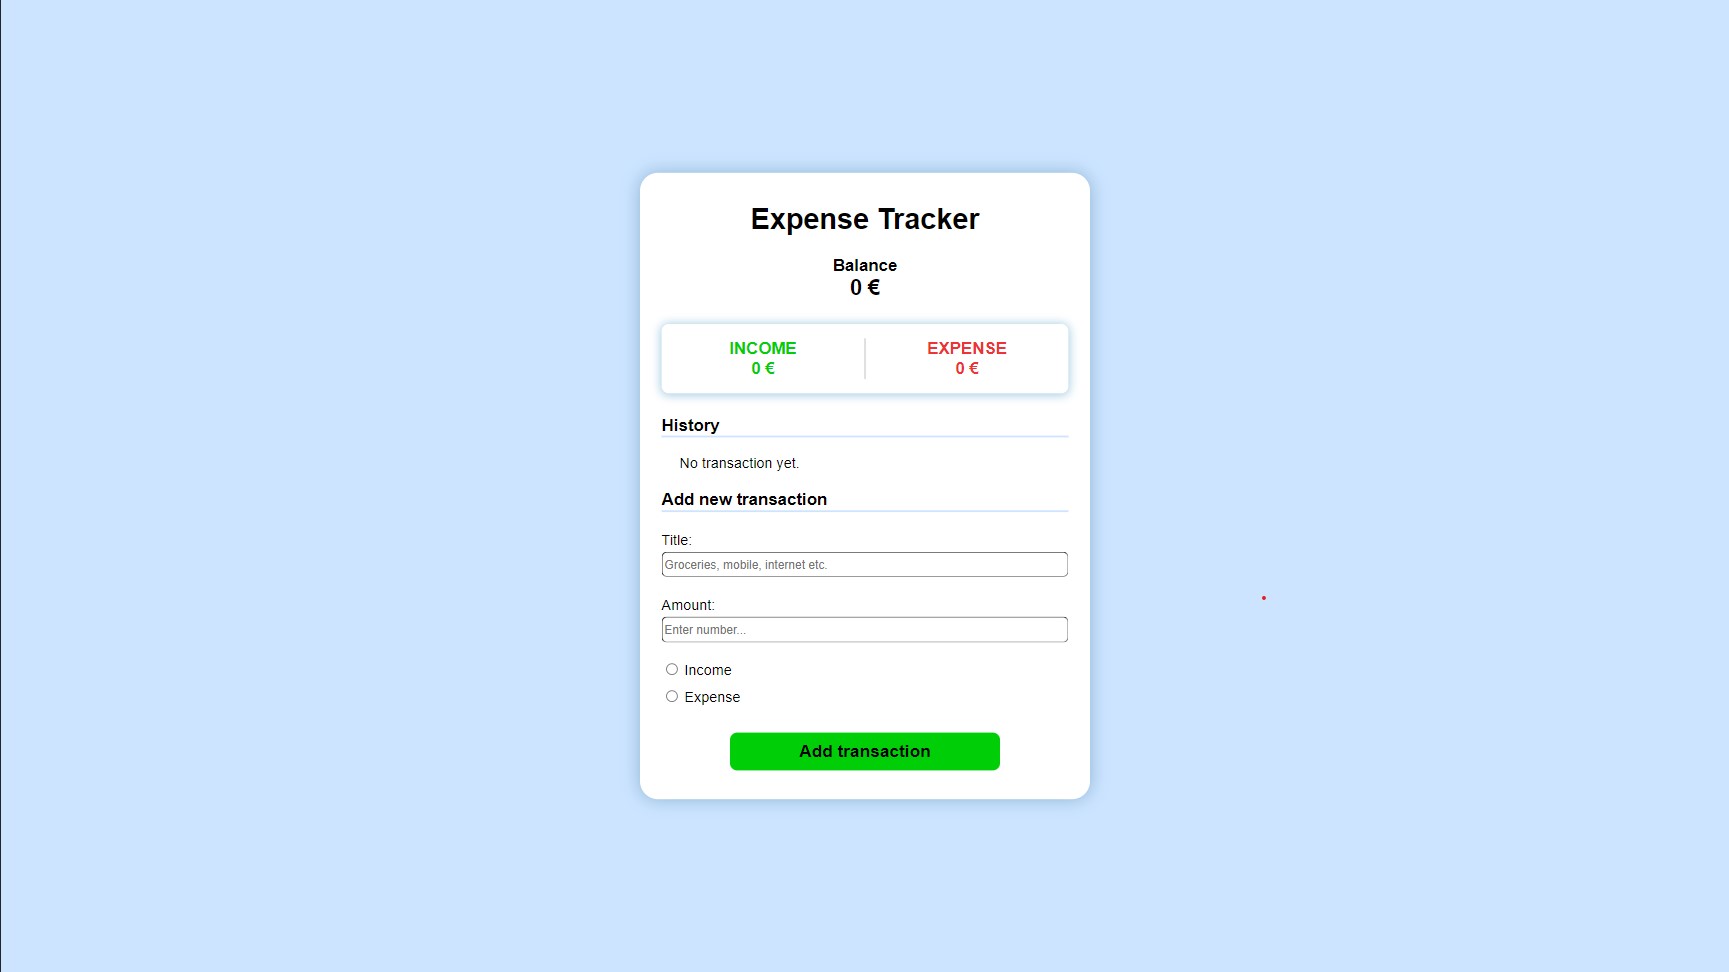 Expense Tracker
Balance
0 €
INCOME
0 €
EXPENSE
0 €
History
No transaction yet.
Add new transaction
Title:
Groceries, mobile, internet etc.
Amount:
Enter number...
Income
Expense
Add transaction